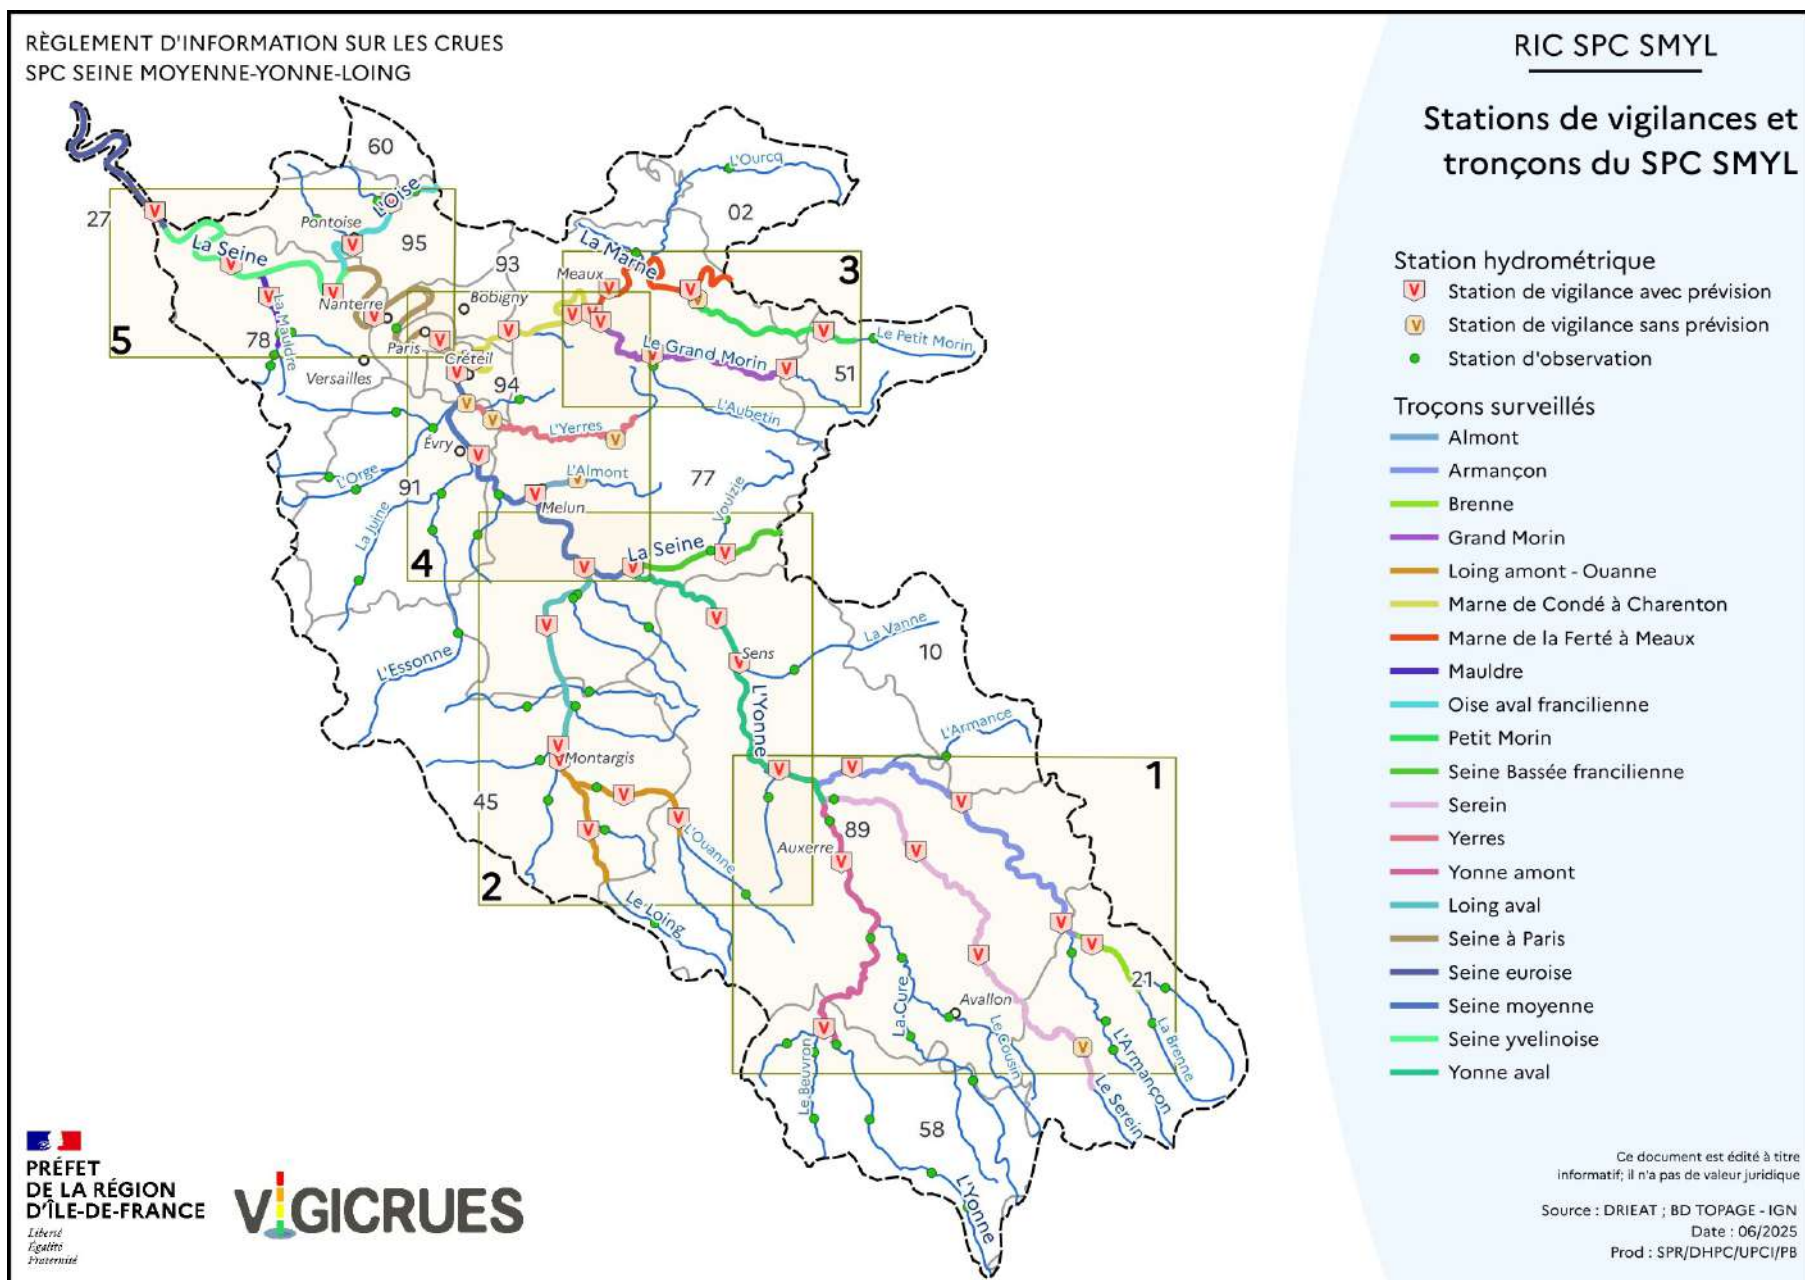 RÈGLEMENT D'INFORMATION SUR LES CRUES
SPC SEINE MOYENNE-YONNE-LOING
RIC SPC SMYL
Stations de vigilances et
tronçons du SPC SMYL
Station hydrométrique
V Station de vigilance avec prévision
V Station de vigilance sans prévision
Station d'observation
Troçons surveillés
Almont
Armançon
Brenne
Grand Morin
Loing amont - Ouanne
Marne de Condé à Charenton
Marne de la Ferté à Meaux
Mauldre
Oise aval francilienne
Petit Morin
Seine Bassée francilienne
Serein
Yerres
Yonne amont
Loing aval
Seine à Paris
Seine euroise
Seine moyenne
Seine yvelinoise
Yonne aval
Ce document est édité à titre
informatif; il n'a pas de valeur juridique
Source : DRIEAT ; BD TOPAGE - IGN
Date : 06/2025
Prod : SPR/DHPC/UPCI/PB
60
L'Ourcq
27
L'Oise
02
Pontoise
95
La Seine
La Marne
93
3
Meaux
Nanterre
Bobigny
La Mauldre
78
5
Paris
Créteil
Le Grand Morin
Le Petit Morin
Versailles
94
51
L'Aubetin
L'Yerres
Évry
L'Orge
91
L'Almont
77
Voulzie
Melun
La Juine
La Seine
4
La Vanne
10
Sens
L'Essonne
L'Yonne
L'Armance
Montargis
1
45
89
Auxerre
L'Ouanne
2
Le Loing
21
La Cure
Avallon
Le Cousin
La Brenne
L'Armançon
Le Beuvron
Le Serein
58
L'Yonne
PRÉFET
DE LA RÉGION
D'ÎLE-DE-FRANCE
Liberté
Égalité
Fraternité
VIGICRUES